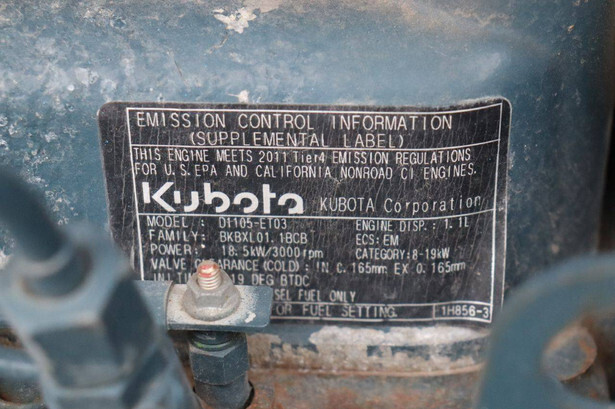 EMISSION CONTROL INFORMATION
(SUPPLEMENTAL LABEL)
THIS ENGINE MEETS 2011 Tier4 EMISSION REGULATIONS
FOR U.S.EPA AND CALIFORNIA NONROAD CI ENGINES.
Kubota KUBOTA Corporation
MODEL : D1105-ET03 ENGINE DISP.: 1.1L
FAMILY: BKBXL01.1BCB ECS: EM
POWER: 18.5kW/3000 rpm CATEGORY: 8-19kW
VALVE CLEARANCE (COLD) : IN 0.165mm EX 0.165mm
19 DEG BTDC
FUEL ONLY
FOR FUEL SETTING.
1H856-3